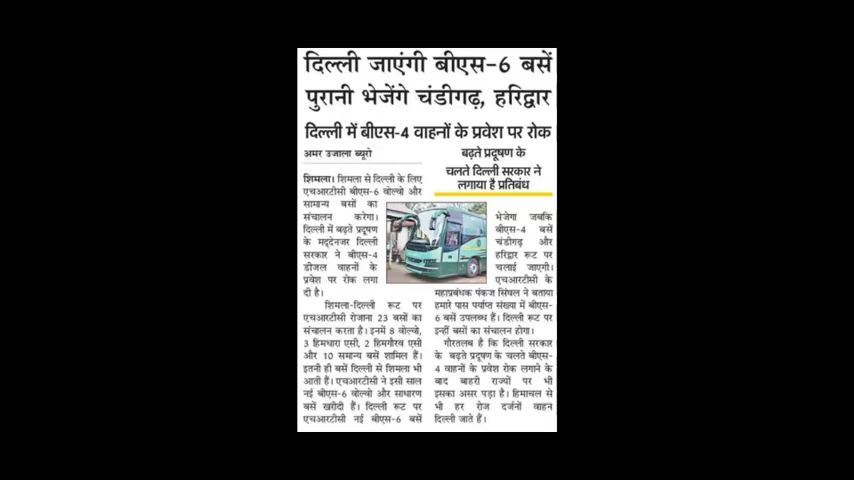 दिल्ली जाएंगी बीएस-6 बसें
पुरानी भेजेंगे चंडीगढ़, हरिद्वार
दिल्ली में बीएस-4 वाहनों के प्रवेश पर रोक
अमर उजाला ब्यूरो
शिमला। शिमला से दिल्ली के लिए
एचआरटीसी बीएस-6 वोल्वो और
सामान्य बसों का
संचालन करेगा।
दिल्ली में बढ़ते प्रदूषण
के मद्देनजर दिल्ली
सरकार ने बीएस-4
डीजल वाहनों के
प्रवेश पर रोक लगा
दी है।
शिमला-दिल्ली रूट पर
एचआरटीसी रोजाना 23 बसों का
संचालन करता है। इनमें 8 वोल्वो,
3 हिमधारा एसी, 2 हिमगौरव एसी
और 10 समान्य बसें शामिल हैं।
इतनी ही बसें दिल्ली से शिमला भी
आती हैं। एचआरटीसी ने इसी साल
नई बीएस-6 वोल्वो और साधारण
बसें खरीदी हैं। दिल्ली रूट पर
एचआरटीसी नई बीएस-6 बसें
बढ़ते प्रदूषण के
चलते दिल्ली सरकार ने
लगाया है प्रतिबंध
भेजेगा जबकि
बीएस-4 बसें
चंडीगढ़ और
हरिद्वार रूट पर
चलाई जाएगी।
एचआरटीसी के
महाप्रबंधक पंकज सिंघल ने बताया
हमारे पास पर्याप्त संख्या में बीएस-
6 बसें उपलब्ध हैं। दिल्ली रूट पर
इन्हीं बसों का संचालन होगा।
गौरतलब है कि दिल्ली सरकार
के बढ़ते प्रदूषण के चलते बीएस-
4 वाहनों के प्रवेश रोक लगाने के
बाद बाहरी राज्यों पर भी
इसका असर पड़ा है। हिमाचल से
भी हर रोज दर्जनों वाहन
दिल्ली जाते हैं।